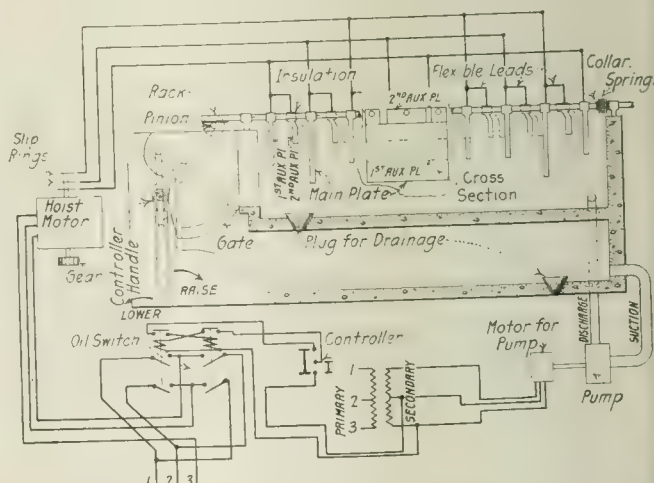 Insulation
Flexible Leads
Collar
Springs
Rack
Pinion
2ND AUX PL
Slip
Rings
1ST AUX Pl
2ND AUX Pl
1ST AUX PL
Main Plate
Cross
Section
Hoist
Motor
Gate
Plug for Drainage
Gear
Controller
Handle
RAISE
LOWER
Oil Switch
Controller
Motor for
Pump
DISCHARGE
SUCTION
1
2
3
PRIMARY
SECONDARY
Pump
1 2 3